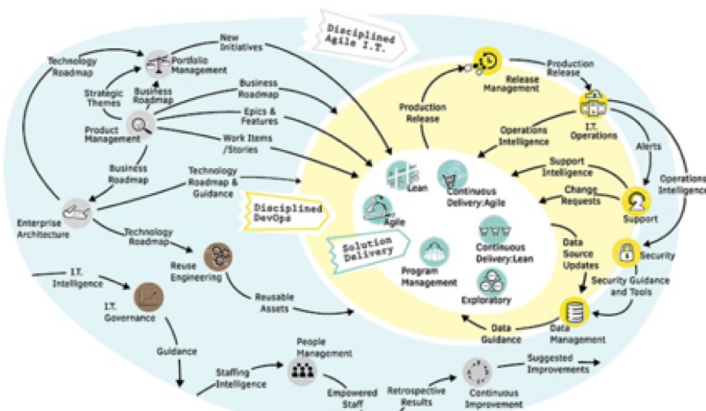 Disciplined
Agile I.T.
New
Initiatives
Technology
Roadmap
Portfolio
Management
Strategic
Themes
Business
Roadmap
Product
Management
Business
Roadmap
Epics &
Features
Work Items
/Stories
Business
Roadmap
Technology
Roadmap &
Guidance
Enterprise
Architecture
Technology
Roadmap
Reuse
Engineering
Reusable
Assets
I.T.
Intelligence
I.T.
Governance
Guidance
Staffing
Intelligence
People
Management
Empowered
Staff
Retrospective
Results
Continuous
Improvement
Suggested
Improvements
Disciplined
DevOps
Solution
Delivery
Lean
Agile
Continuous
Delivery:Agile
Continuous
Delivery:Lean
Program
Management
Exploratory
Production
Release
Release
Management
Production
Release
I.T.
Operations
Operations
Intelligence
Alerts
Operations
Intelligence
Support
Intelligence
Change
Requests
Support
Security
Security Guidance
and Tools
Data
Source
Updates
Data
Management
Data
Guidance